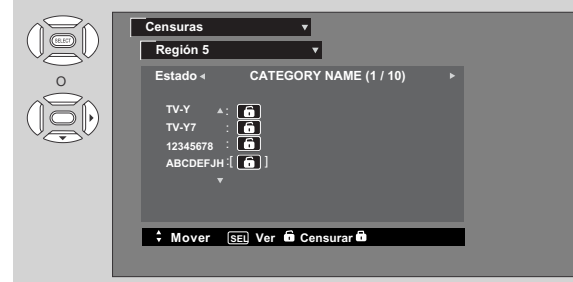 SELECT
O
Censuras
Región 5
Estado CATEGORY NAME (1 / 10)
TV-Y :
TV-Y7 :
12345678 :
ABCDEFJH :[ ]
Mover SEL Ver Censurar